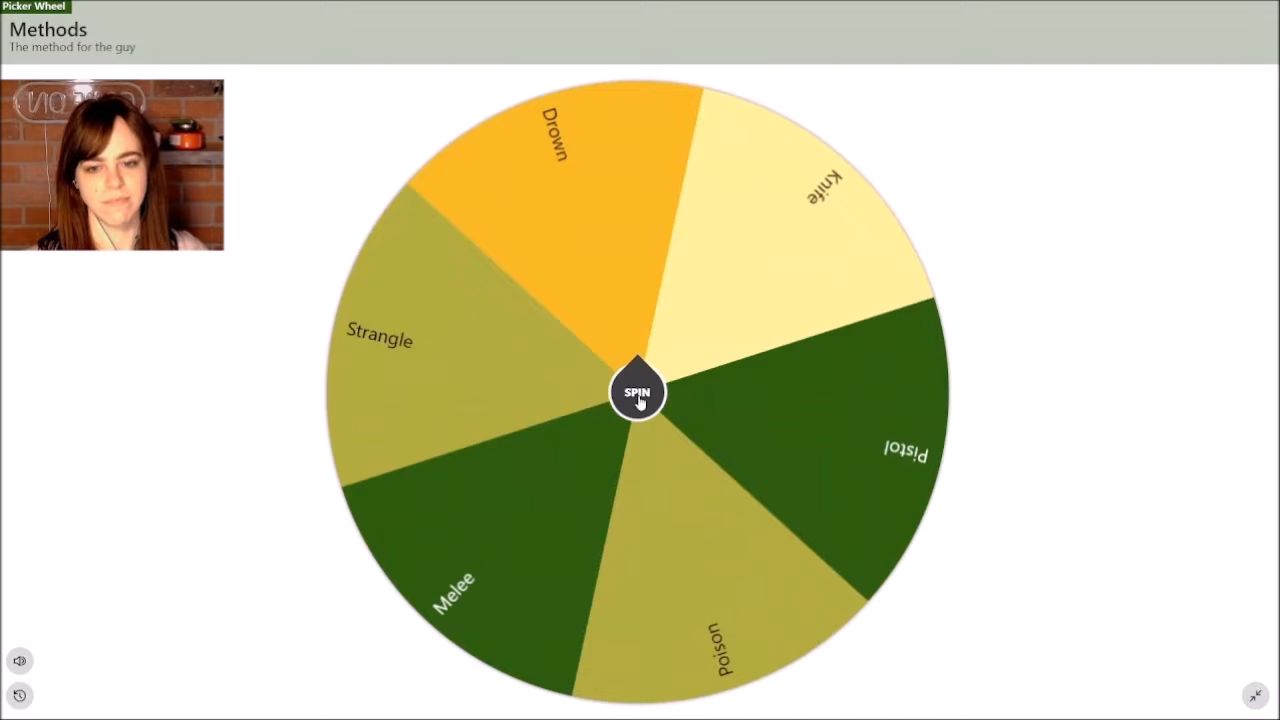 Picker Wheel
Methods
The method for the guy
Drown
Knife
Strangle
SPIN
Pistol
Melee
Poison